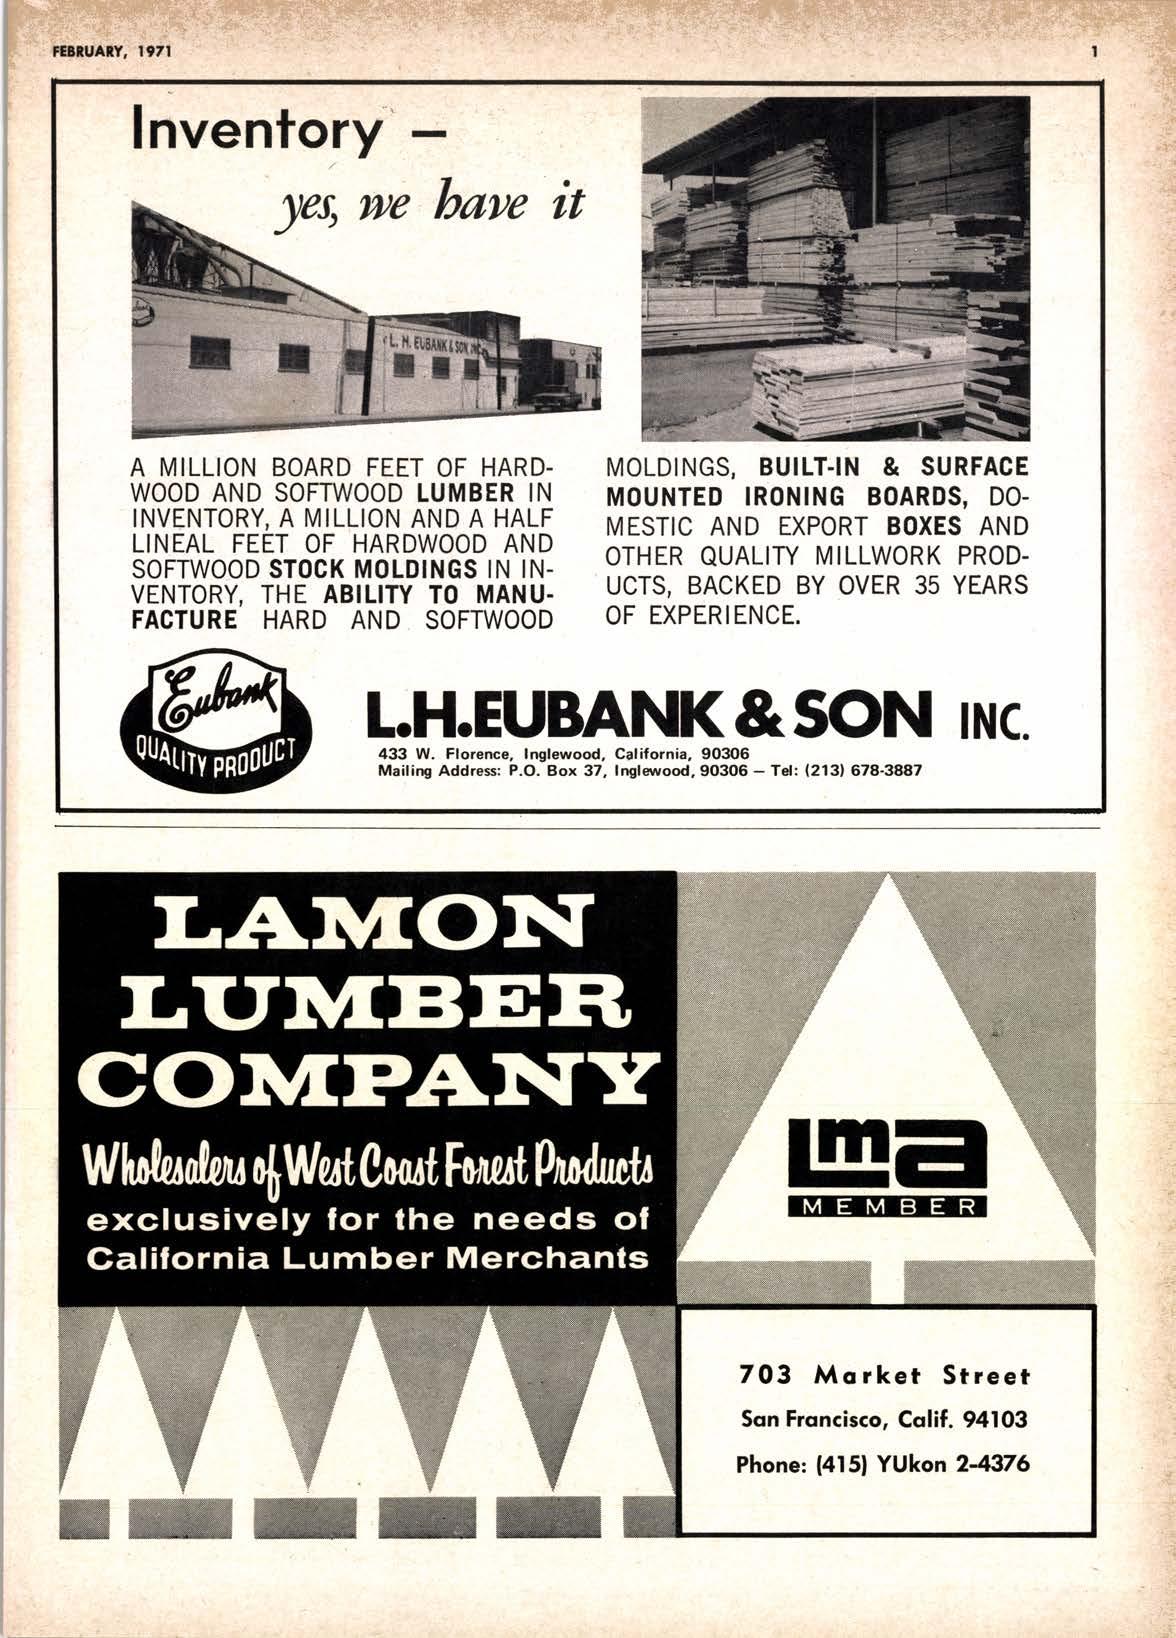 FEBRUARY, 1971
1
Inventory –
yes, we have it
L. H. EUBANK & SON, INC.
A MILLION BOARD FEET OF HARD-
WOOD AND SOFTWOOD LUMBER IN
INVENTORY, A MILLION AND A HALF
LINEAL FEET OF HARDWOOD AND
SOFTWOOD STOCK MOLDINGS IN IN-
VENTORY, THE ABILITY TO MANU-
FACTURE HARD AND SOFTWOOD
MOLDINGS, BUILT-IN & SURFACE
MOUNTED IRONING BOARDS, DO-
MESTIC AND EXPORT BOXES AND
OTHER QUALITY MILLWORK PROD-
UCTS, BACKED BY OVER 35 YEARS
OF EXPERIENCE.
Eubank
QUALITY PRODUCT
L.H.EUBANK & SON INC.
433 W. Florence, Inglewood, California, 90306
Mailing Address: P.O. Box 37, Inglewood, 90306 – Tel: (213) 678-3887
LAMON
LUMBER
COMPANY
Wholesalers of West Coast Forest Products
exclusively for the needs of
California Lumber Merchants
lma
MEMBER
703 Market Street
San Francisco, Calif. 94103
Phone: (415) YUkon 2-4376